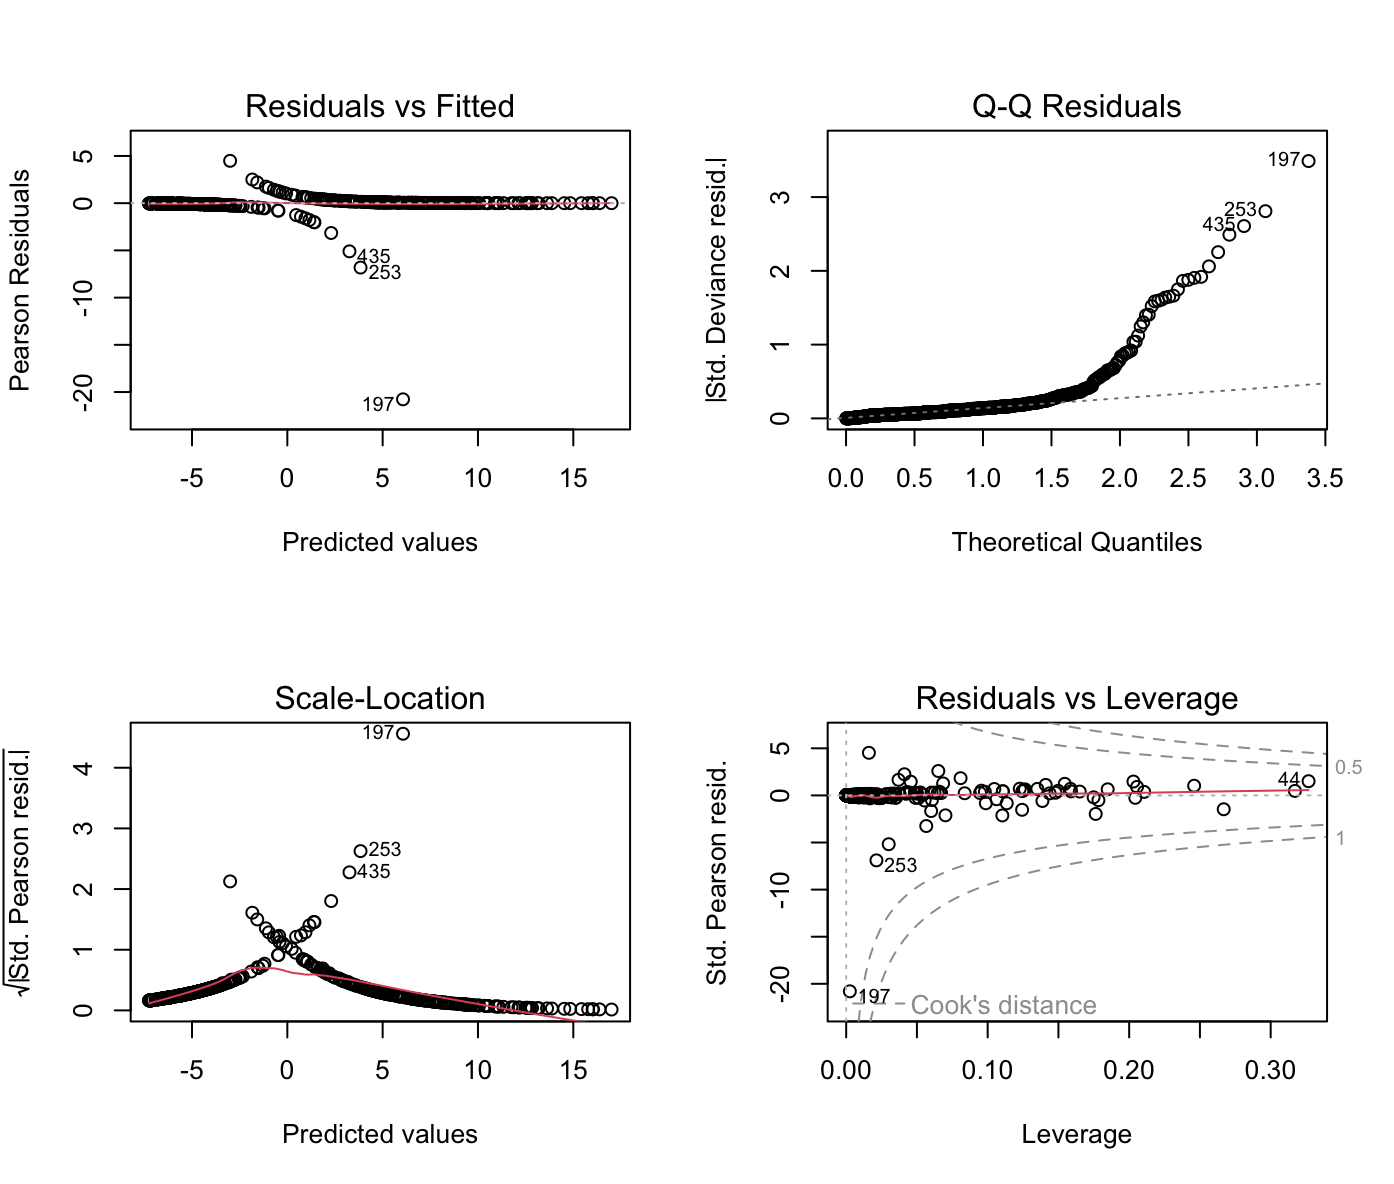 Residuals vs Fitted
Pearson Residuals
5
0
-10
-20
435
253
197
-5 0 5 10 15
Predicted values
Q-Q Residuals
|Std. Deviance resid.|
3
2
1
0
197
253
435
0.0 0.5 1.0 1.5 2.0 2.5 3.0 3.5
Theoretical Quantiles
Scale-Location
√|Std. Pearson resid.|
4
3
2
1
0
197
253
435
-5 0 5 10 15
Predicted values
Residuals vs Leverage
Std. Pearson resid.
5
0
-10
-20
44
253
197
Cook's distance
0.5
1
0.00 0.10 0.20 0.30
Leverage